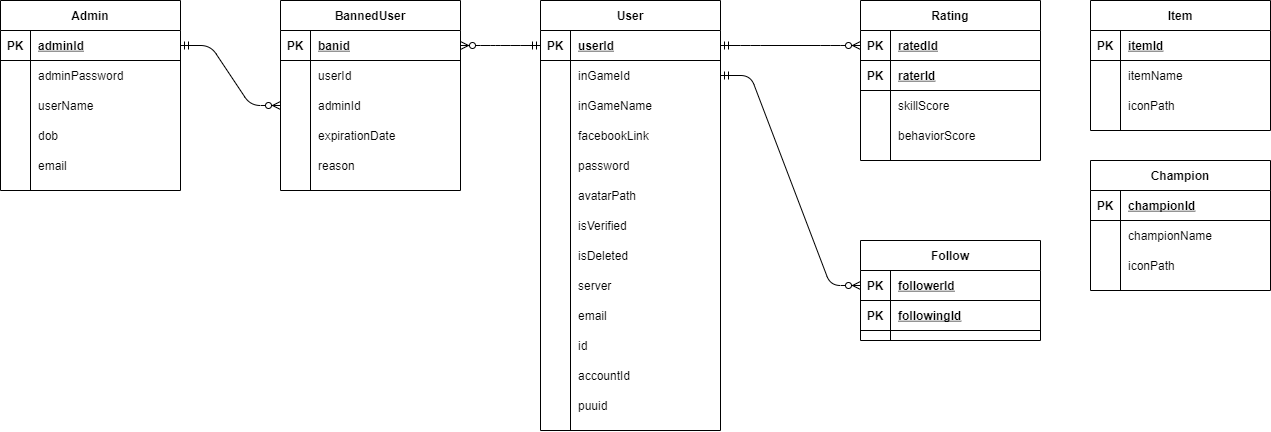 Admin
PK adminId
adminPassword
userName
dob
email
BannedUser
PK banid
userId
adminId
expirationDate
reason
User
PK userId
inGameId
inGameName
facebookLink
password
avatarPath
isVerified
isDeleted
server
email
id
accountId
puuid
Rating
PK ratedId
PK raterId
skillScore
behaviorScore
Follow
PK followerId
PK followingId
Item
PK itemId
itemName
iconPath
Champion
PK championId
championName
iconPath